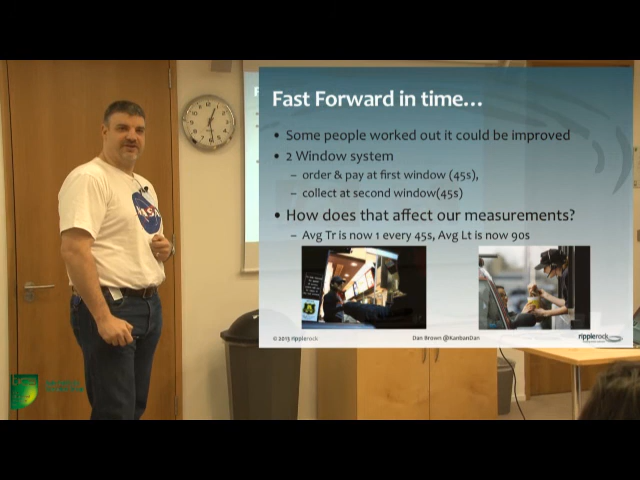 Fast Forward in time...
• Some people worked out it could be improved
• 2 Window system
– order & pay at first window (45s),
– collect at second window(45s)
• How does that affect our measurements?
– Avg Tr is now 1 every 45s, Avg Lt is now 90s
© 2013 ripplerock
Dan Brown @KanbanDan
ripplerock
NASA